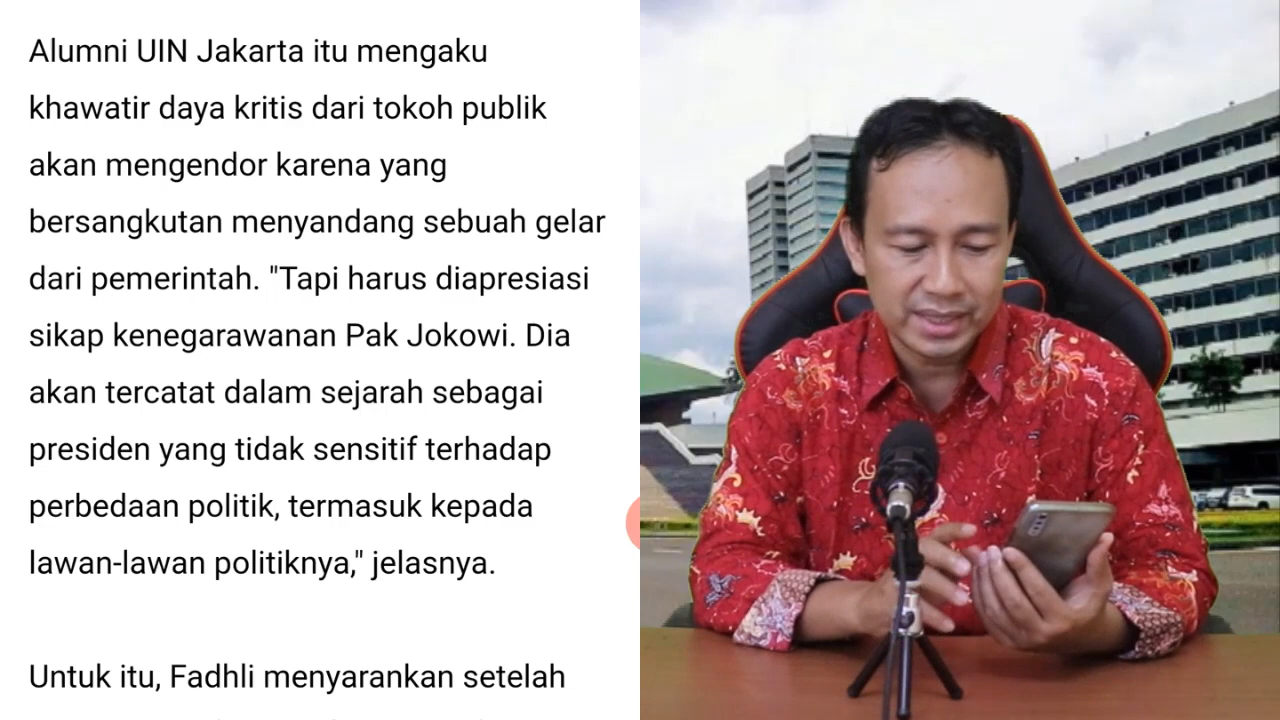 Alumni UIN Jakarta itu mengaku
khawatir daya kritis dari tokoh publik
akan mengendor karena yang
bersangkutan menyandang sebuah gelar
dari pemerintah. "Tapi harus diapresiasi
sikap kenegarawanan Pak Jokowi. Dia
akan tercatat dalam sejarah sebagai
presiden yang tidak sensitif terhadap
perbedaan politik, termasuk kepada
lawan-lawan politiknya," jelasnya.
Untuk itu, Fadhli menyarankan setelah